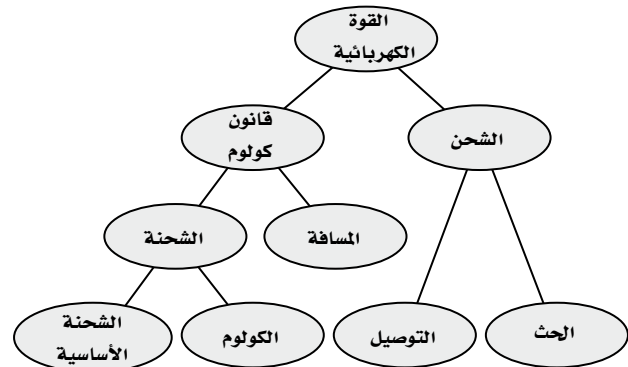 القوة
الكهربائية
قانون
كولوم
الشحن
الشحنة
المسافة
الشحنة
الأساسية
الكولوم
التوصيل
الحث